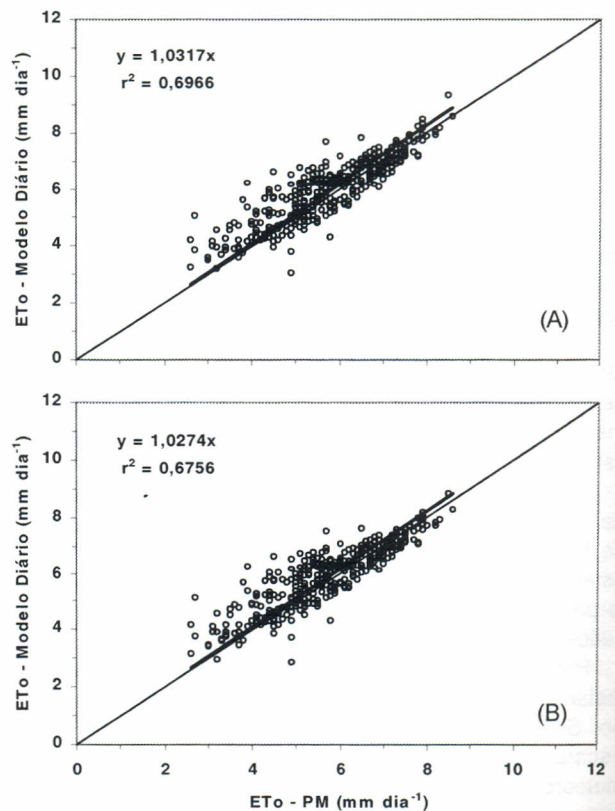 12
10
8
6
4
2
0
ETo - Modelo Diário (mm dia⁻¹)
y = 1,0317x
r² = 0,6966
(A)
12
10
8
6
4
2
0
ETo - Modelo Diário (mm dia⁻¹)
y = 1,0274x
r² = 0,6756
(B)
0 2 4 6 8 10 12
ETo - PM (mm dia⁻¹)